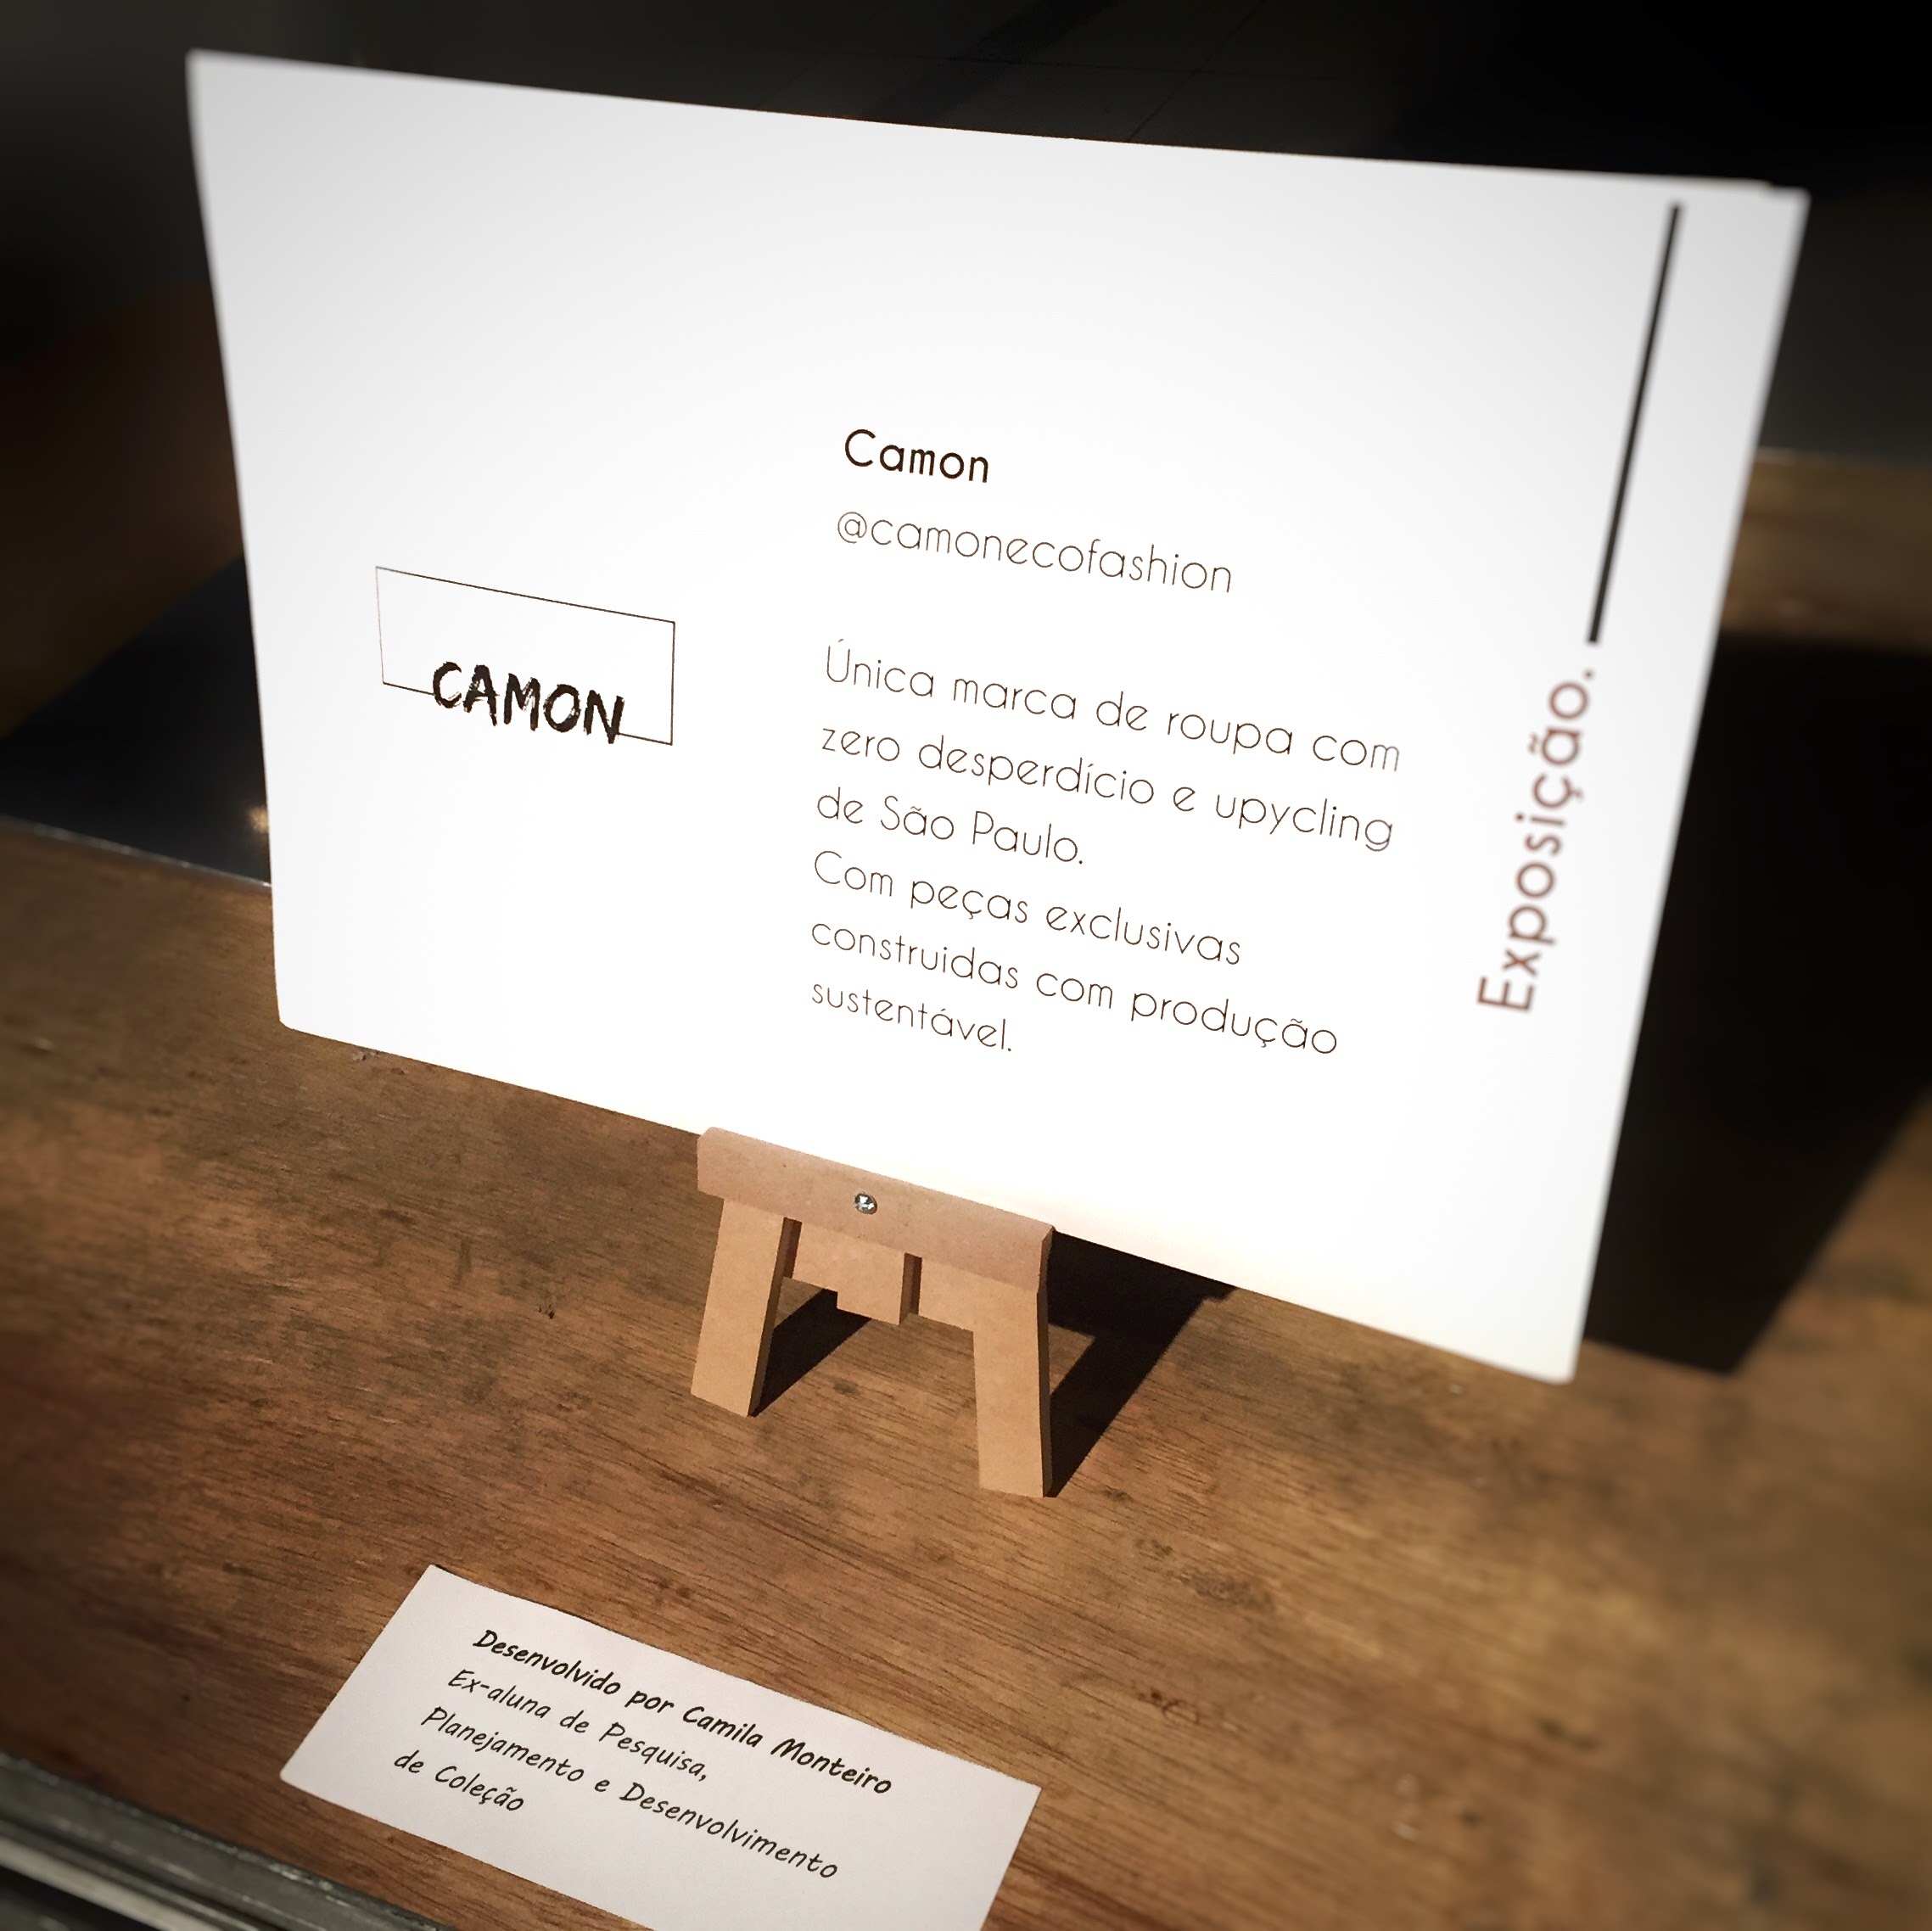 CAMON
Camon
@camonecofashion
Única marca de roupa com
zero desperdício e upycling
de São Paulo.
Com peças exclusivas
construidas com produção
sustentável.
Exposição.
Desenvolvido por Camila Monteiro
Ex-aluna de Pesquisa,
Planejamento e Desenvolvimento
de Coleção